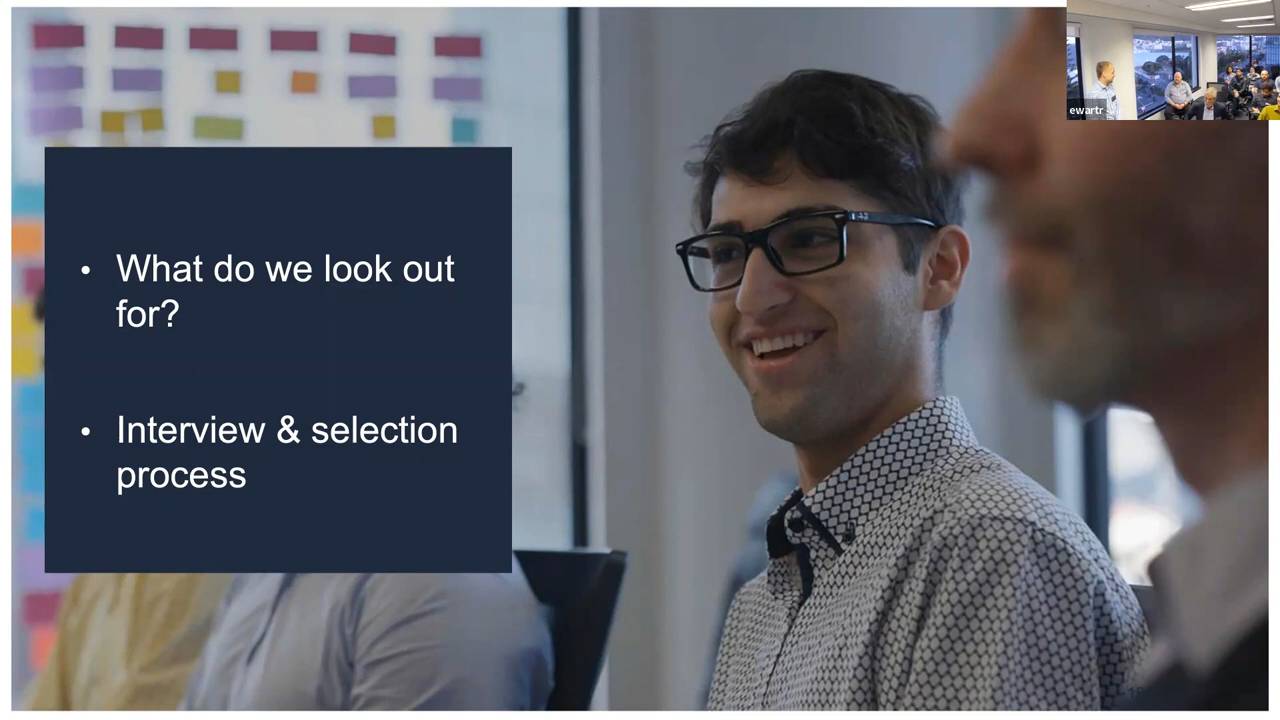 ewartr
• What do we look out
for?
• Interview & selection
process